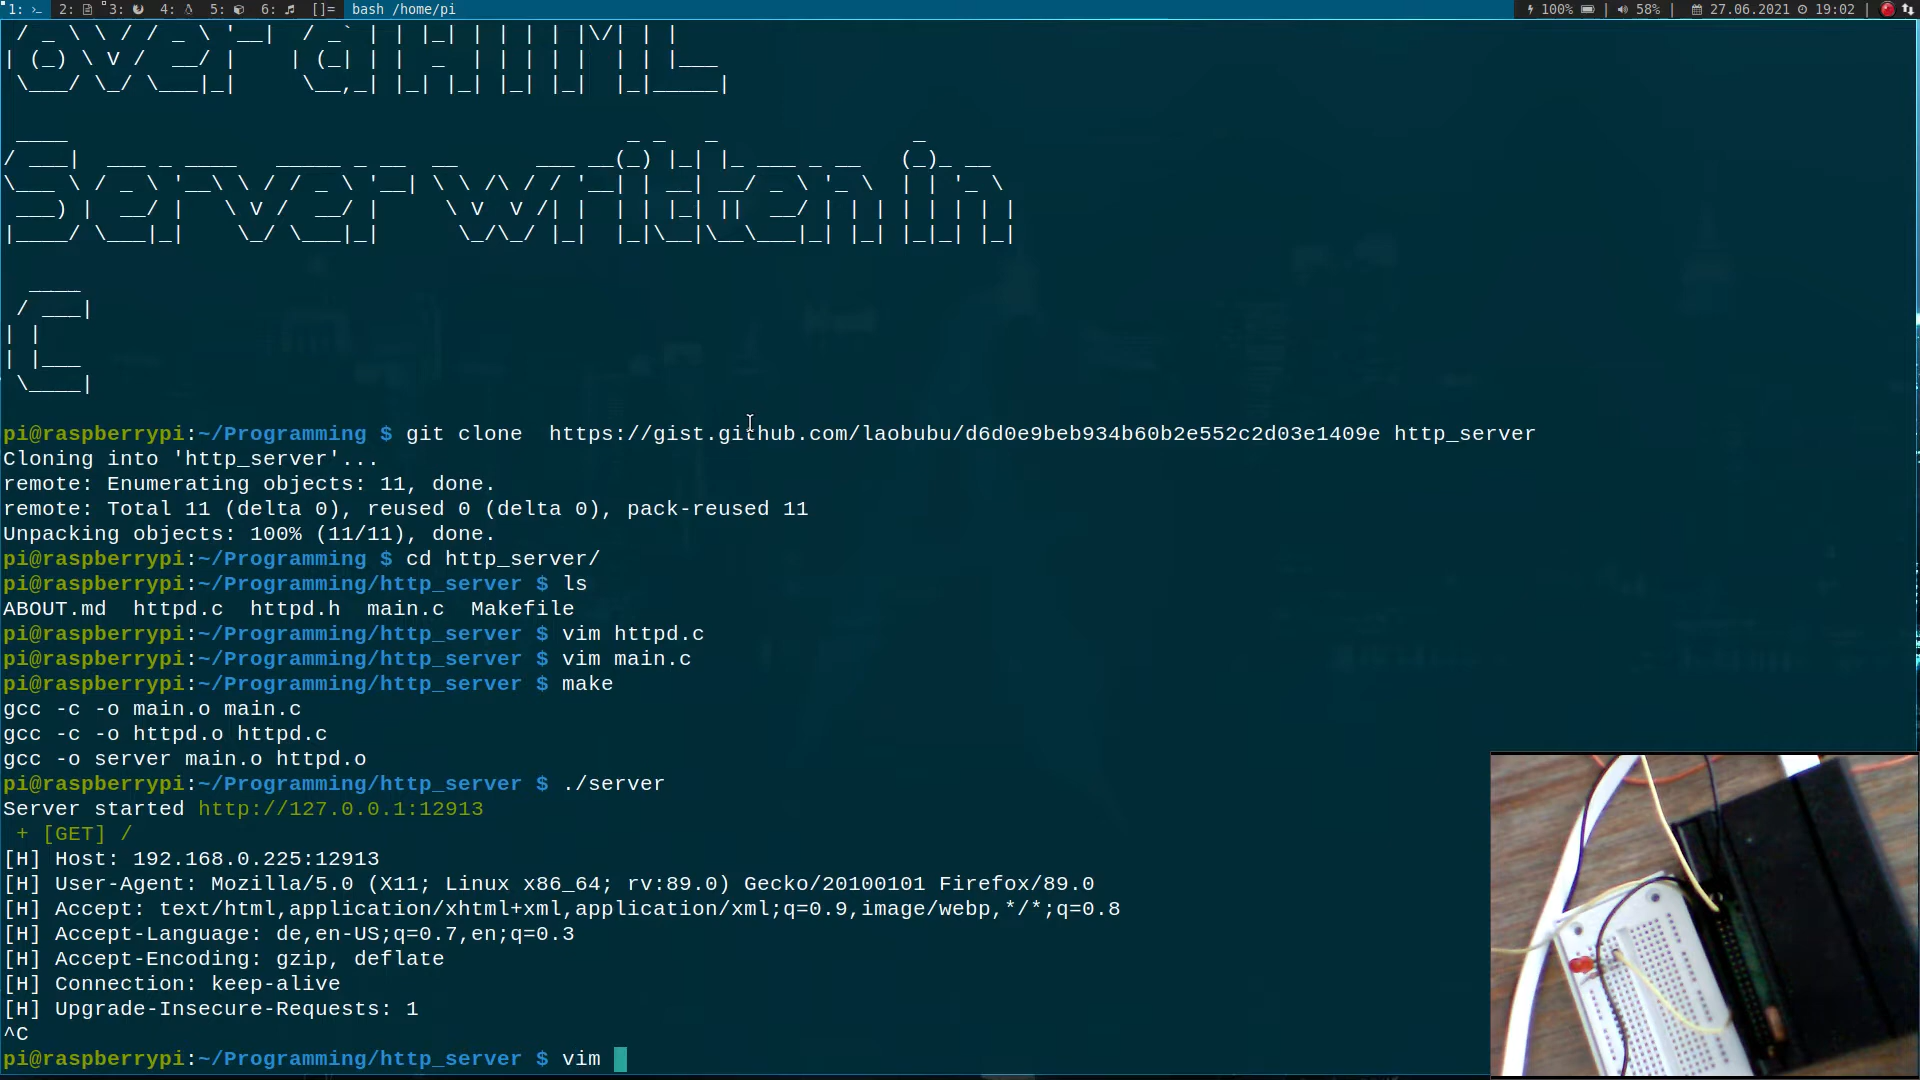 1: 2: 3: 4: 5: 6: []= bash /home/pi 100% | 58% | 27.06.2021 19:02 |
over a HTML
Server written in
C
pi@raspberrypi:~/Programming $ git clone  https://gist.github.com/laobubu/d6d0e9beb934b60b2e552c2d03e1409e http_server
Cloning into 'http_server'...
remote: Enumerating objects: 11, done.
remote: Total 11 (delta 0), reused 0 (delta 0), pack-reused 11
Unpacking objects: 100% (11/11), done.
pi@raspberrypi:~/Programming $ cd http_server/
pi@raspberrypi:~/Programming/http_server $ ls
ABOUT.md  httpd.c  httpd.h  main.c  Makefile
pi@raspberrypi:~/Programming/http_server $ vim httpd.c
pi@raspberrypi:~/Programming/http_server $ vim main.c
pi@raspberrypi:~/Programming/http_server $ make
gcc -c -o main.o main.c
gcc -c -o httpd.o httpd.c
gcc -o server main.o httpd.o
pi@raspberrypi:~/Programming/http_server $ ./server
Server started http://127.0.0.1:12913
 + [GET] /
[H] Host: 192.168.0.225:12913
[H] User-Agent: Mozilla/5.0 (X11; Linux x86_64; rv:89.0) Gecko/20100101 Firefox/89.0
[H] Accept: text/html,application/xhtml+xml,application/xml;q=0.9,image/webp,*/*;q=0.8
[H] Accept-Language: de,en-US;q=0.7,en;q=0.3
[H] Accept-Encoding: gzip, deflate
[H] Connection: keep-alive
[H] Upgrade-Insecure-Requests: 1
^C
pi@raspberrypi:~/Programming/http_server $ vim